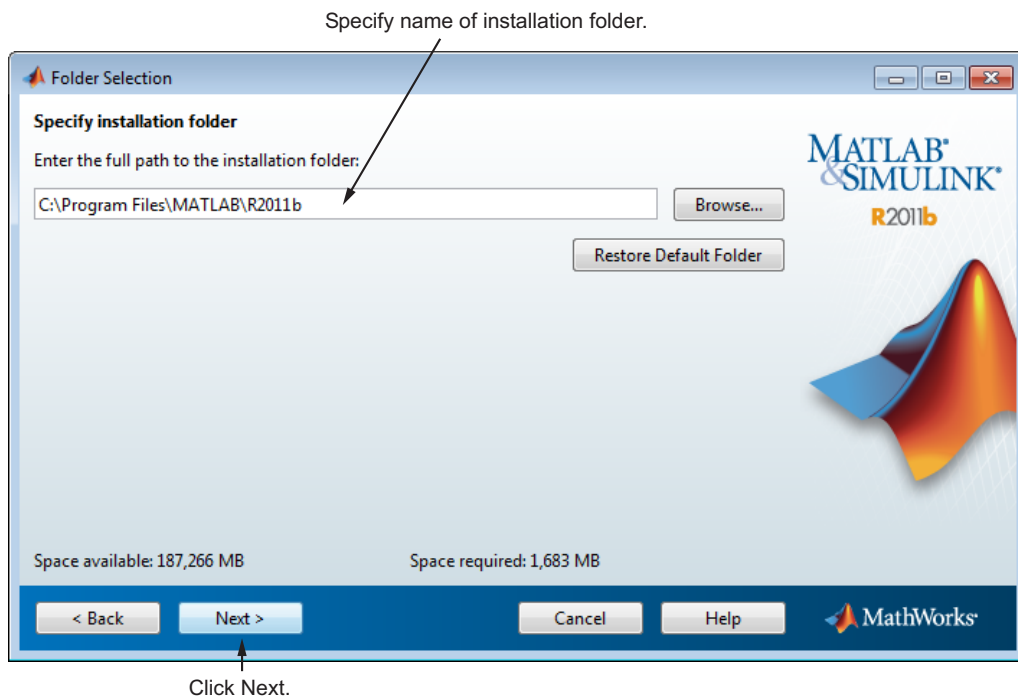 Specify name of installation folder.
Folder Selection
Specify installation folder
Enter the full path to the installation folder:
C:\Program Files\MATLAB\R2011b
Browse...
Restore Default Folder
MATLAB®
&SIMULINK®
R2011b
Space available: 187,266 MB
Space required: 1,683 MB
< Back
Next >
Cancel
Help
MathWorks®
Click Next.